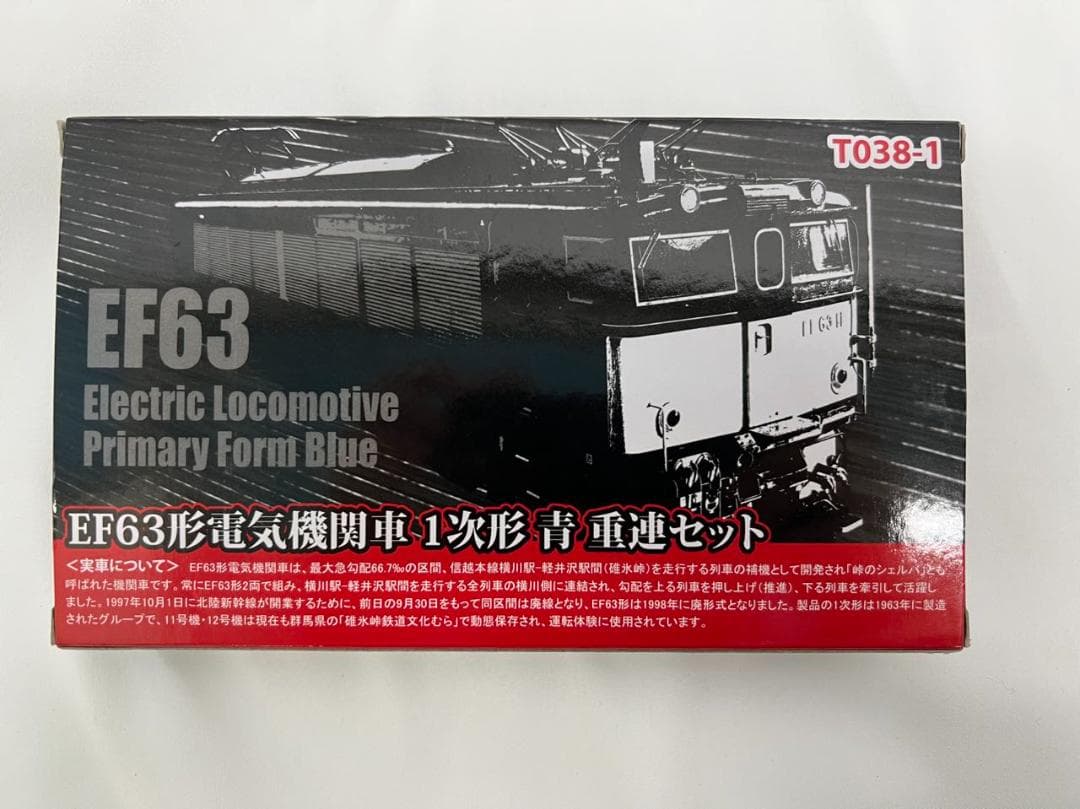 T038-1
EF63
Electric Locomotive
Primary Form Blue
EF63形電気機関車 1次形 青 重連セット
＜実車について＞ EF63形電気機関車は、最大急勾配66.7‰の区間、信越本線横川駅-軽井沢駅間(碓氷峠)を走行する列車の補機として開発され「峠のシェルパ」とも
呼ばれた機関車です。常にEF63形2両で組み、横川駅-軽井沢駅間を走行する全列車の横川側に連結され、勾配を上る列車を押し上げ(推進)、下る列車を牽引して活躍し
ました。1997年10月1日に北陸新幹線が開業するために、前日の9月30日をもって同区間は廃線となり、EF63形は1998年に廃形式となりました。製品の1次形は1963年に製造
されたグループで、11号機・12号機は現在も群馬県の「碓氷峠鉄道文化むら」で動態保存され、運転体験に使用されています。